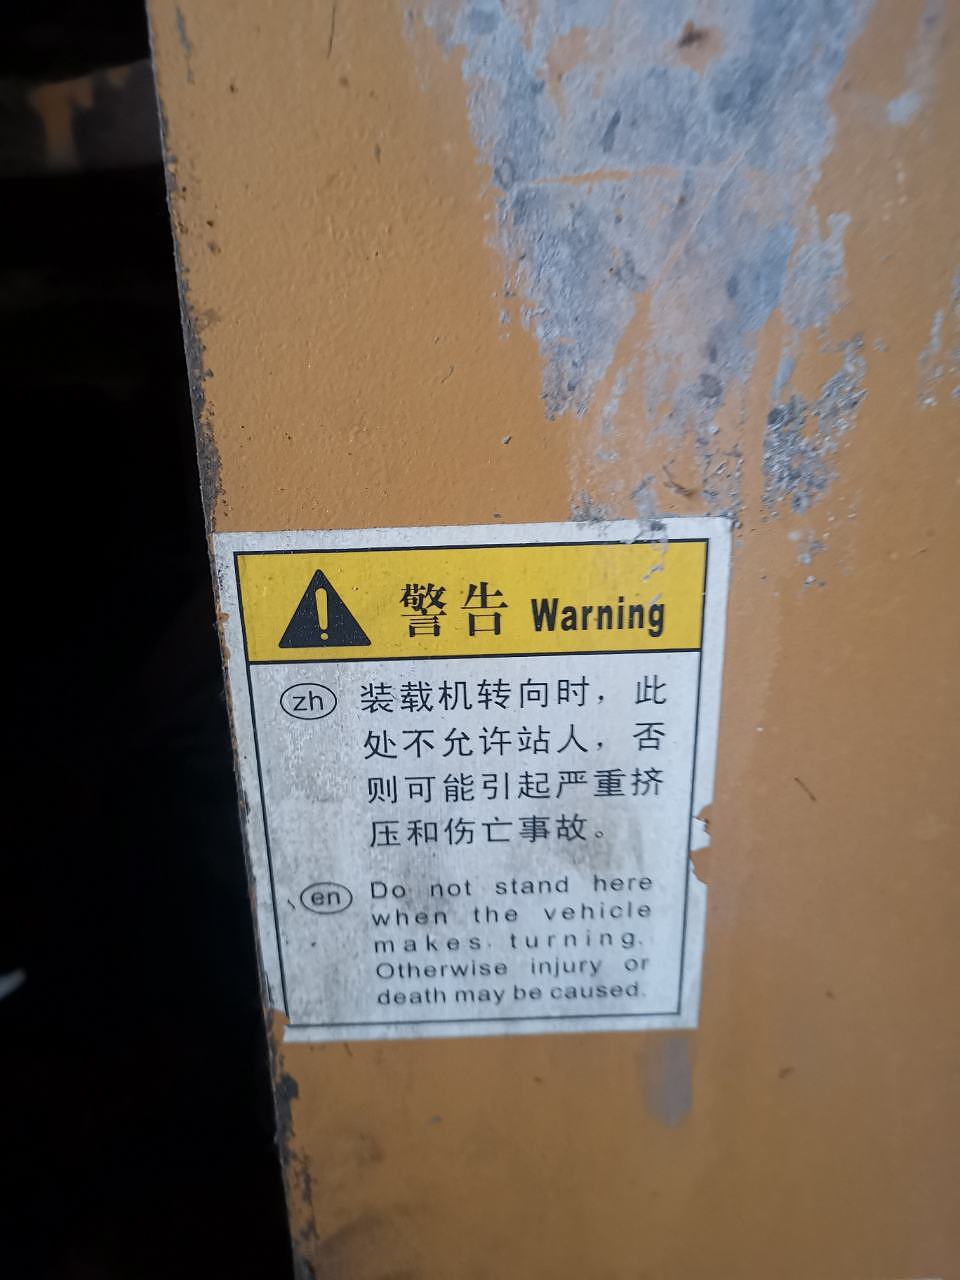 警告 Warning
zh 装载机转向时，此
处不允许站人，否
则可能引起严重挤
压和伤亡事故。
en Do not stand here
when the vehicle
makes turning.
Otherwise injury or
death may be caused.